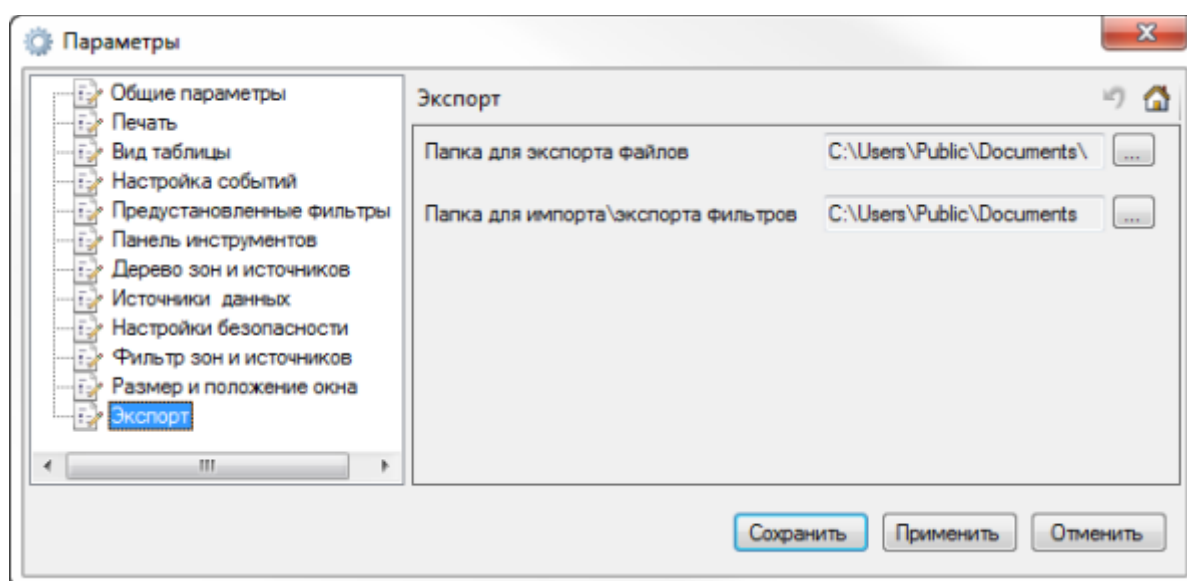 Параметры
Общие параметры
Печать
Вид таблицы
Настройка событий
Предустановленные фильтры
Панель инструментов
Дерево зон и источников
Источники данных
Настройки безопасности
Фильтр зон и источников
Размер и положение окна
Экспорт
Экспорт
Папка для экспорта файлов
C:\Users\Public\Documents\
...
Папка для импорта\экспорта фильтров
C:\Users\Public\Documents
...
Сохранить
Применить
Отменить